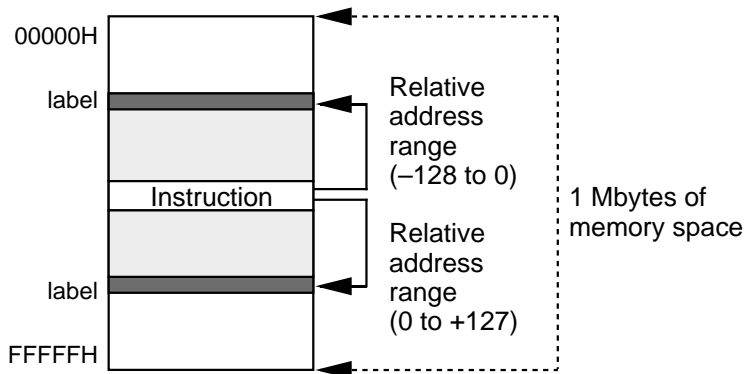 00000H
label
Relative
address
range
(–128 to 0)
Instruction
1 Mbytes of
memory space
Relative
address
range
(0 to +127)
label
FFFFFH